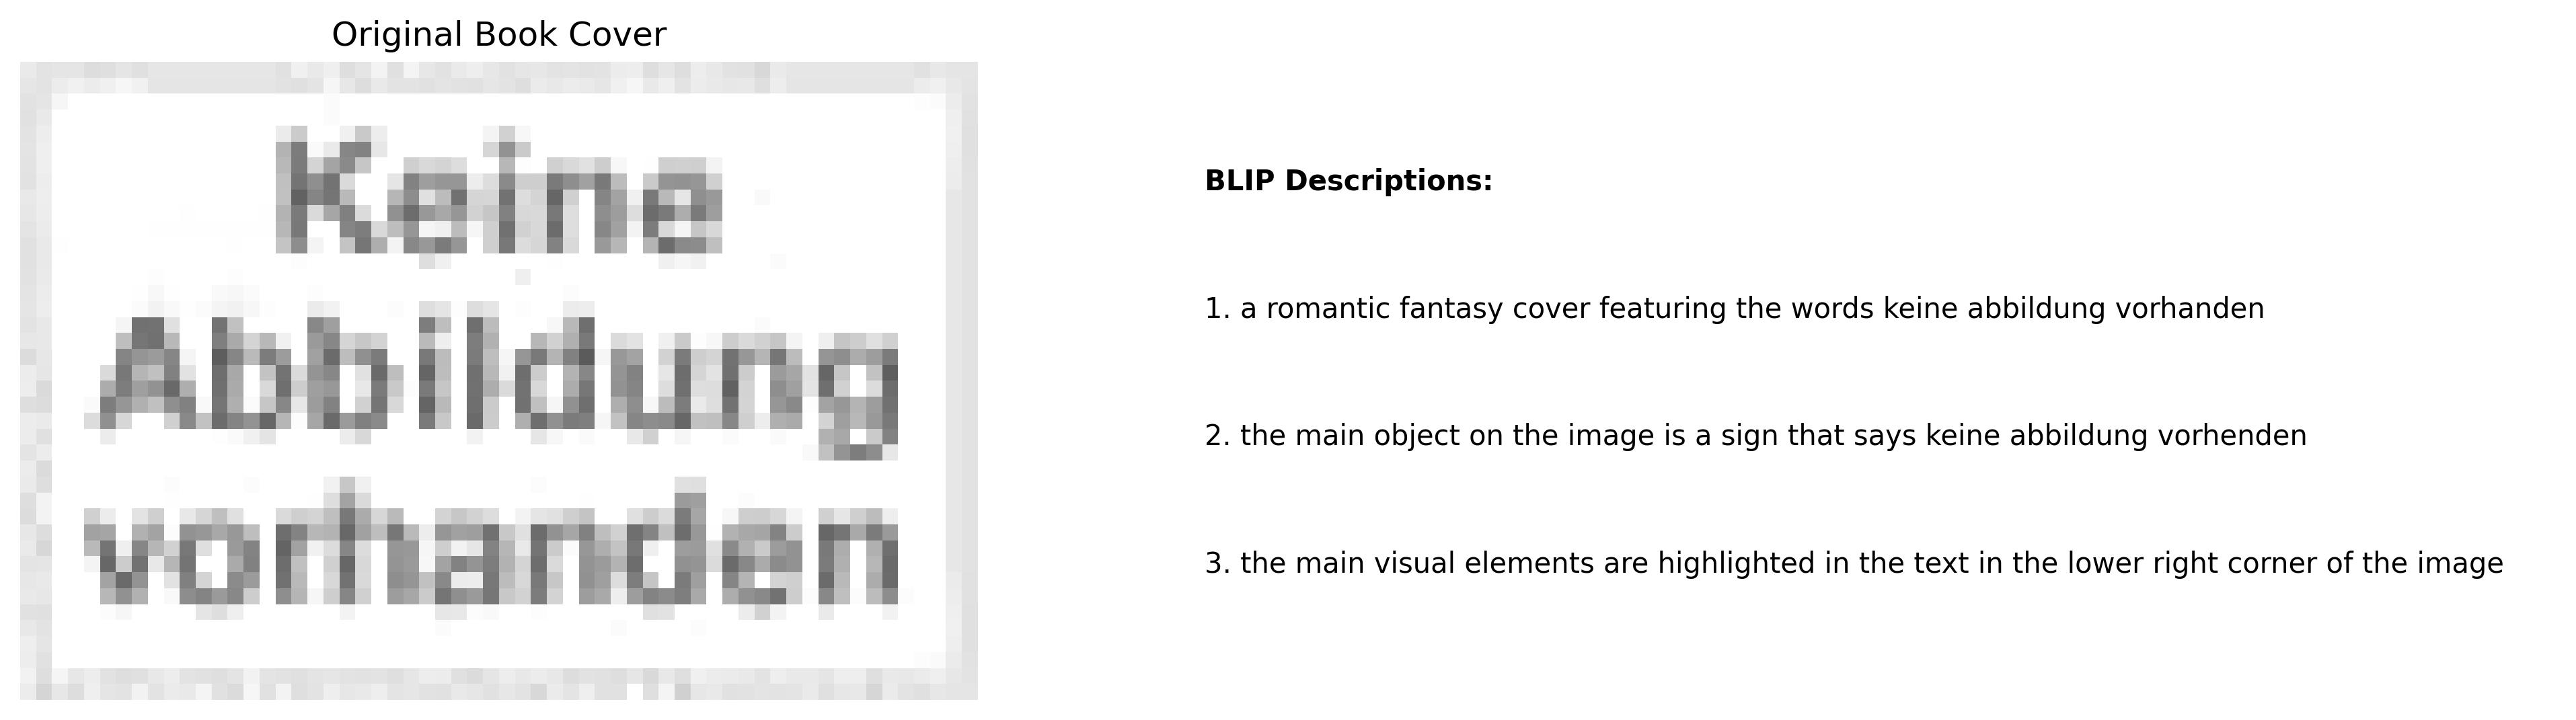 Original Book Cover
Keine
Abbildung
vorhanden
BLIP Descriptions:
1. a romantic fantasy cover featuring the words keine abbildung vorhanden
2. the main object on the image is a sign that says keine abbildung vorhenden
3. the main visual elements are highlighted in the text in the lower right corner of the image